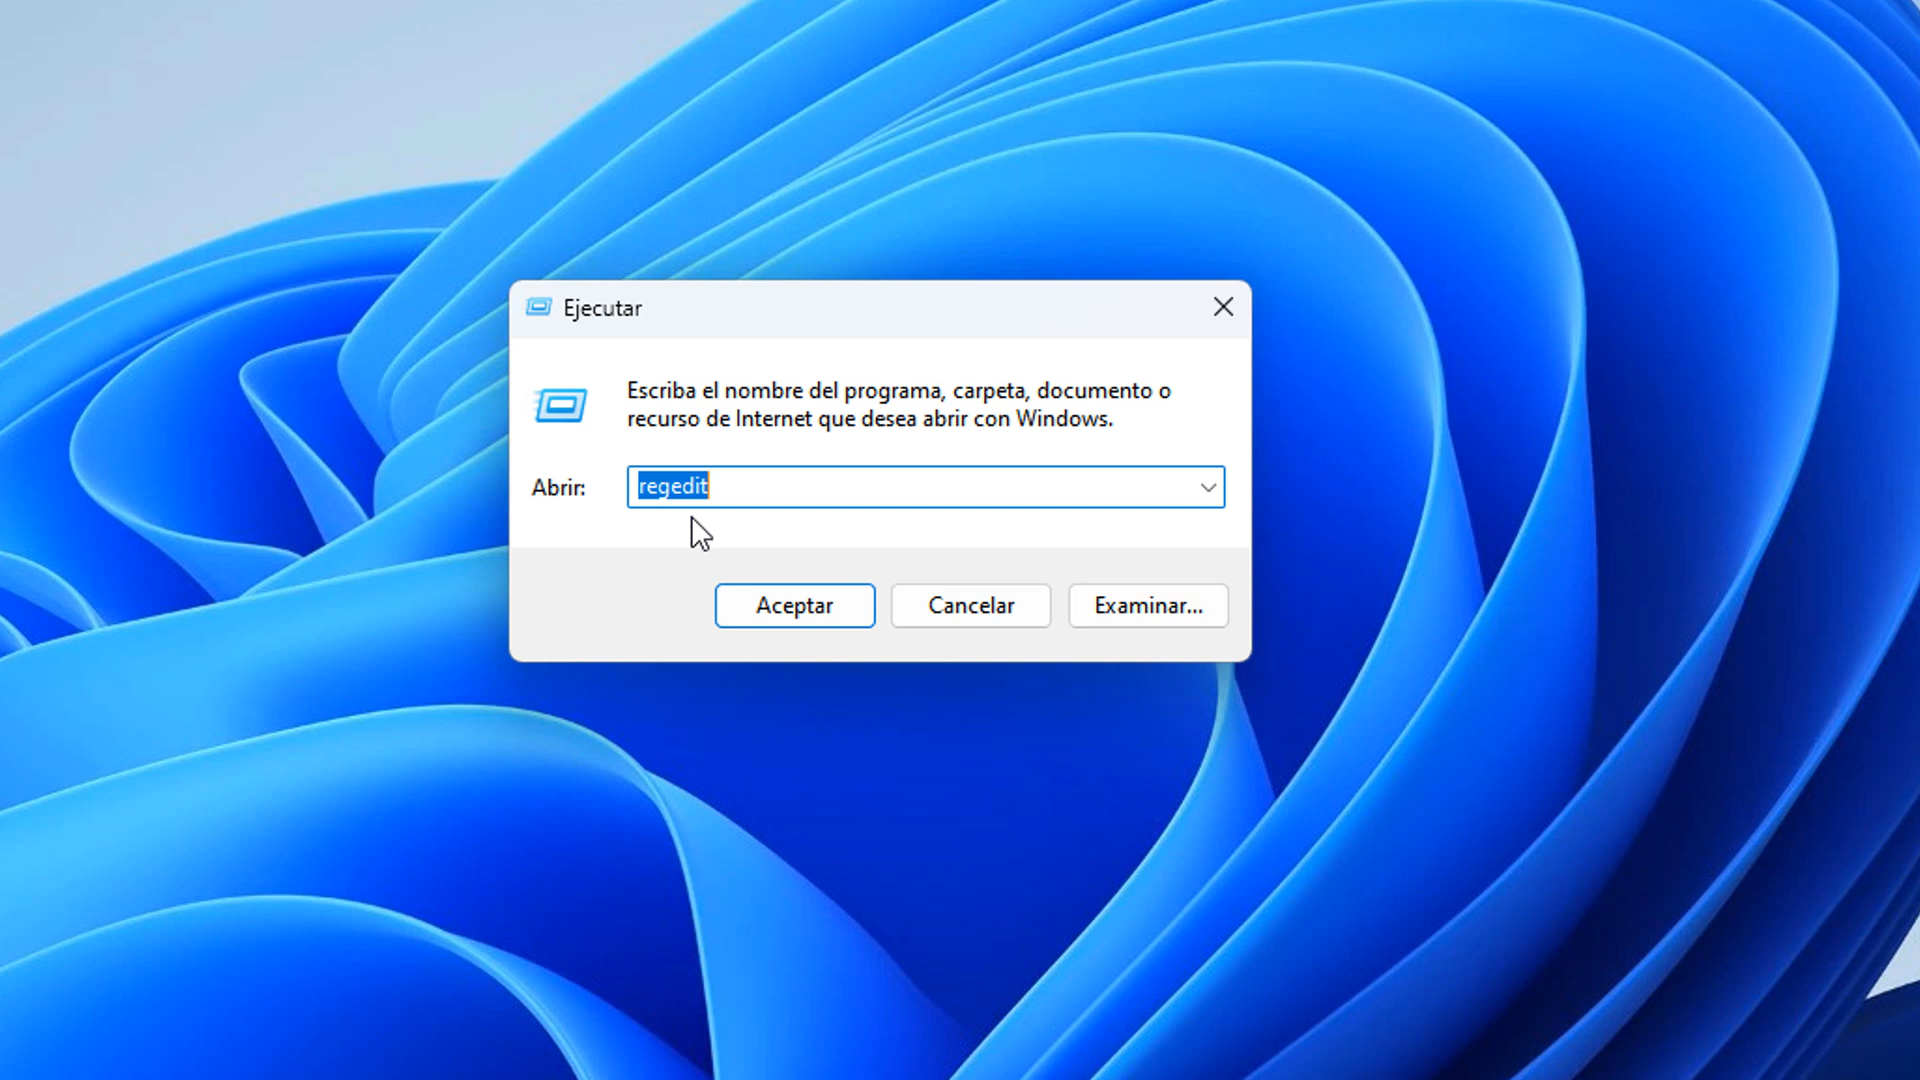 Ejecutar
Escriba el nombre del programa, carpeta, documento o
recurso de Internet que desea abrir con Windows.
Abrir: regedit
Aceptar Cancelar Examinar...